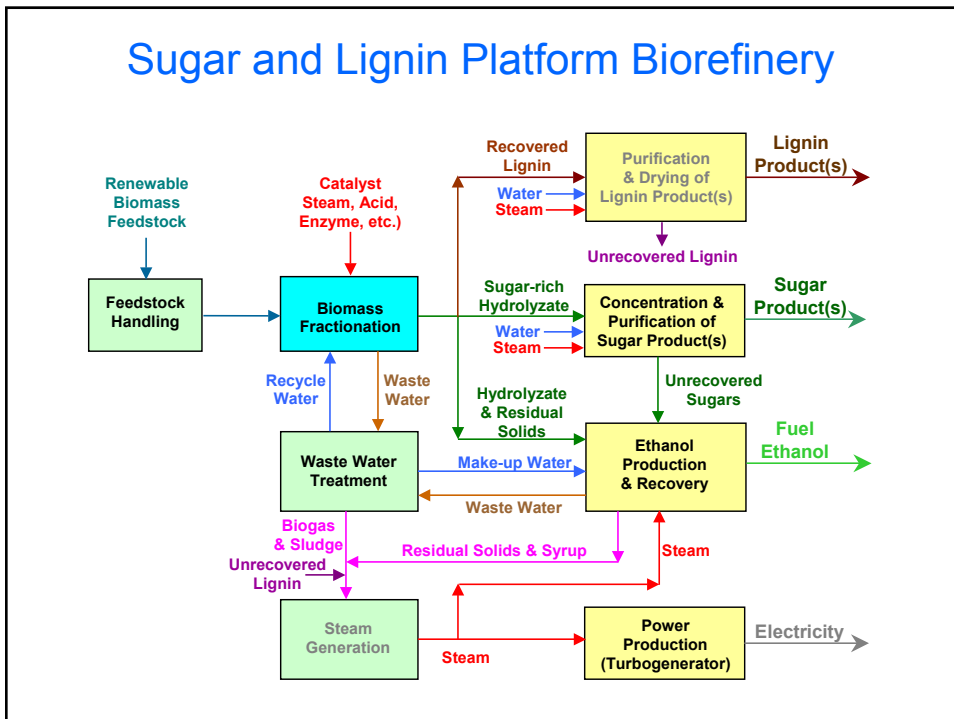 Sugar and Lignin Platform Biorefinery
Renewable
Biomass
Feedstock
Catalyst
Steam, Acid,
Enzyme, etc.)
Recovered
Lignin
Water
Steam
Purification
& Drying of
Lignin Product(s)
Lignin
Product(s)
Unrecovered Lignin
Feedstock
Handling
Biomass
Fractionation
Sugar-rich
Hydrolyzate
Water
Steam
Concentration &
Purification of
Sugar Product(s)
Sugar
Product(s)
Recycle
Water
Waste
Water
Hydrolyzate
& Residual
Solids
Unrecovered
Sugars
Waste Water
Treatment
Make-up Water
Waste Water
Ethanol
Production
& Recovery
Fuel
Ethanol
Biogas
& Sludge
Unrecovered
Lignin
Residual Solids & Syrup
Steam
Steam
Generation
Steam
Power
Production
(Turbogenerator)
Electricity